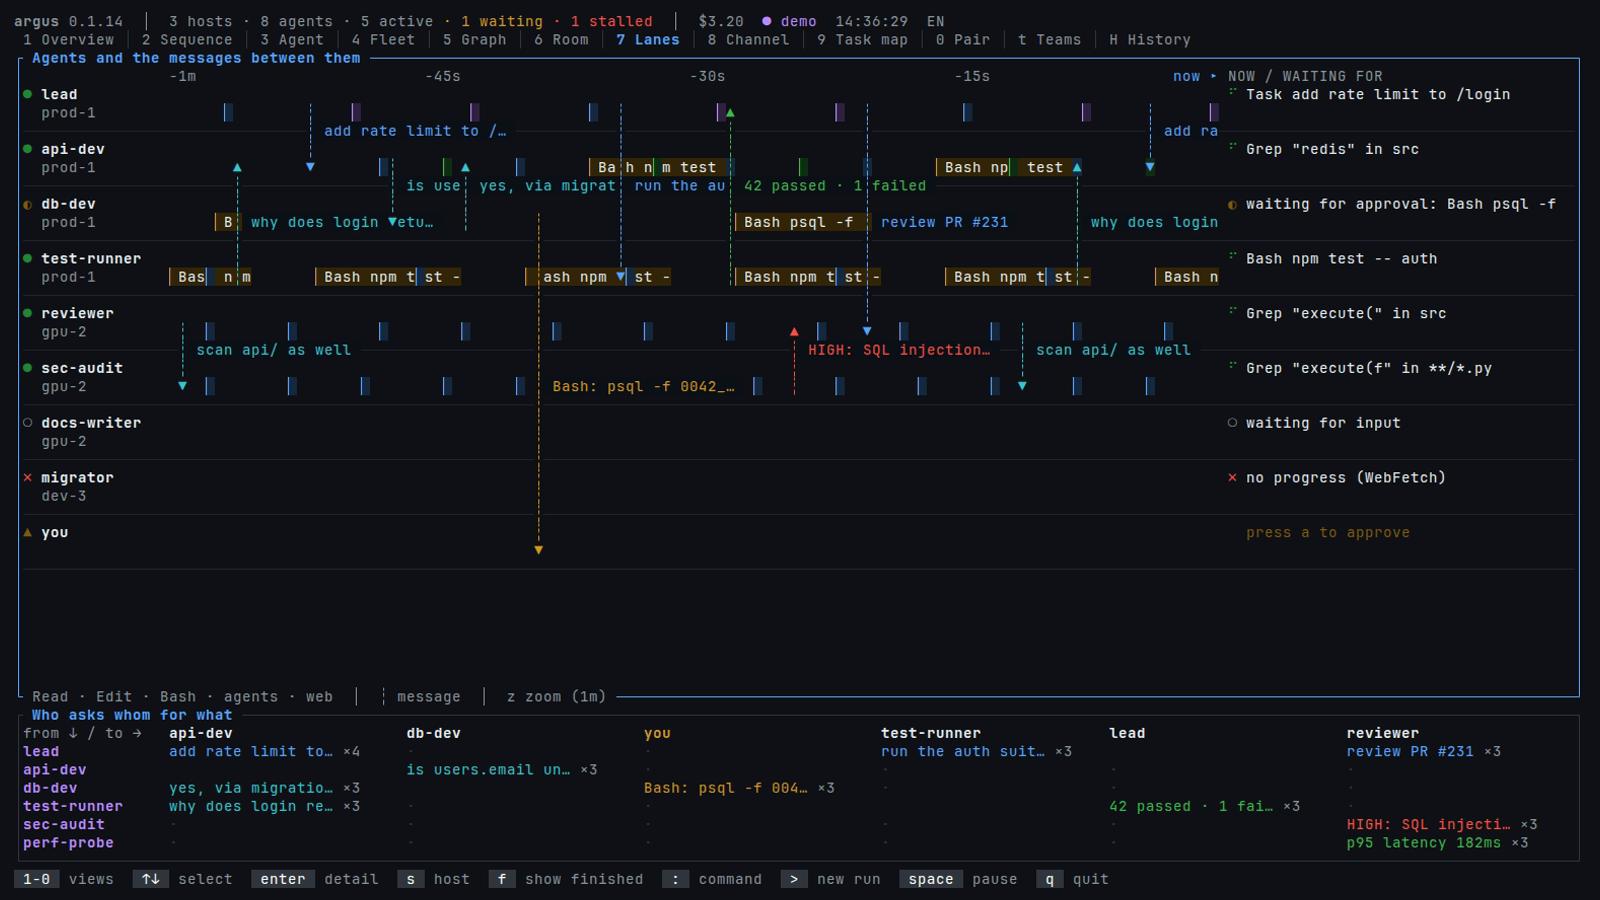 argus 0.1.14 │ 3 hosts · 8 agents · 5 active · 1 waiting · 1 stalled │ $3.20 ● demo 14:36:29 EN
1 Overview │ 2 Sequence │ 3 Agent │ 4 Fleet │ 5 Graph │ 6 Room │ 7 Lanes │ 8 Channel │ 9 Task map │ 0 Pair │ t Teams │ H History
Agents and the messages between them
-1m -45s -30s -15s now ▸ NOW / WAITING FOR
● lead Task add rate limit to /login
prod-1
add rate limit to /… add ra
● api-dev Grep "redis" in src
prod-1 Ba h n m test Bash np test
is use yes, via migrat run the au 42 passed · 1 failed
◐ db-dev ◐ waiting for approval: Bash psql -f
prod-1 B why does login ▼etu… Bash psql -f review PR #231 why does login
● test-runner Bash npm test -- auth
prod-1 Bas n m Bash npm t st - ash npm ▼ st - Bash npm t st - Bash npm t st - Bash n
● reviewer Grep "execute(" in src
gpu-2
scan api/ as well HIGH: SQL injection… scan api/ as well
● sec-audit Grep "execute(f" in **/*.py
gpu-2 Bash: psql -f 0042_…
○ docs-writer ○ waiting for input
gpu-2
✕ migrator ✕ no progress (WebFetch)
dev-3
▲ you press a to approve
Read · Edit · Bash · agents · web │ ┆ message │ z zoom (1m)
Who asks whom for what
from ↓ / to → api-dev db-dev you test-runner lead reviewer
lead add rate limit to… ×4 · · run the auth suit… ×3 review PR #231 ×3
api-dev is users.email un… ×3 · · · ·
db-dev yes, via migratio… ×3 Bash: psql -f 004… ×3 · · ·
test-runner why does login re… ×3 · · 42 passed · 1 fai… ×3 ·
sec-audit · · · · · HIGH: SQL injecti… ×3
perf-probe · · · · · p95 latency 182ms ×3
1-0 views ↑↓ select enter detail s host f show finished : command > new run space pause q quit